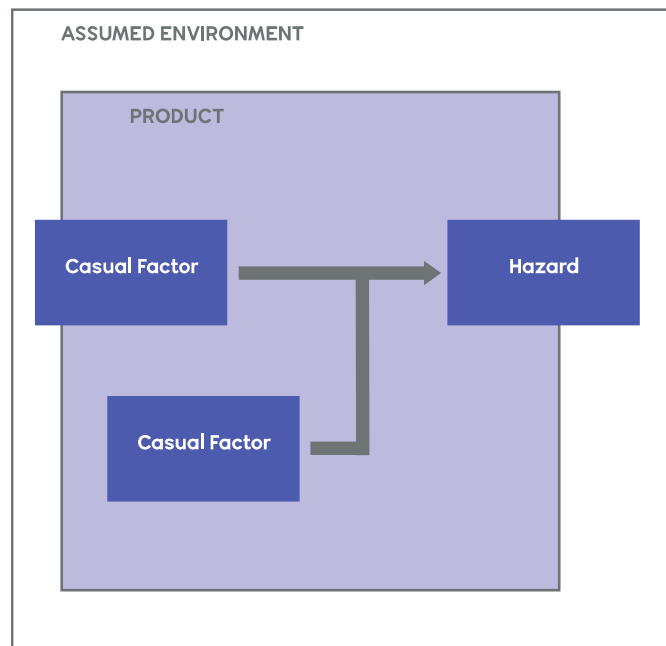 ASSUMED ENVIRONMENT
PRODUCT
Casual Factor
Hazard
Casual Factor